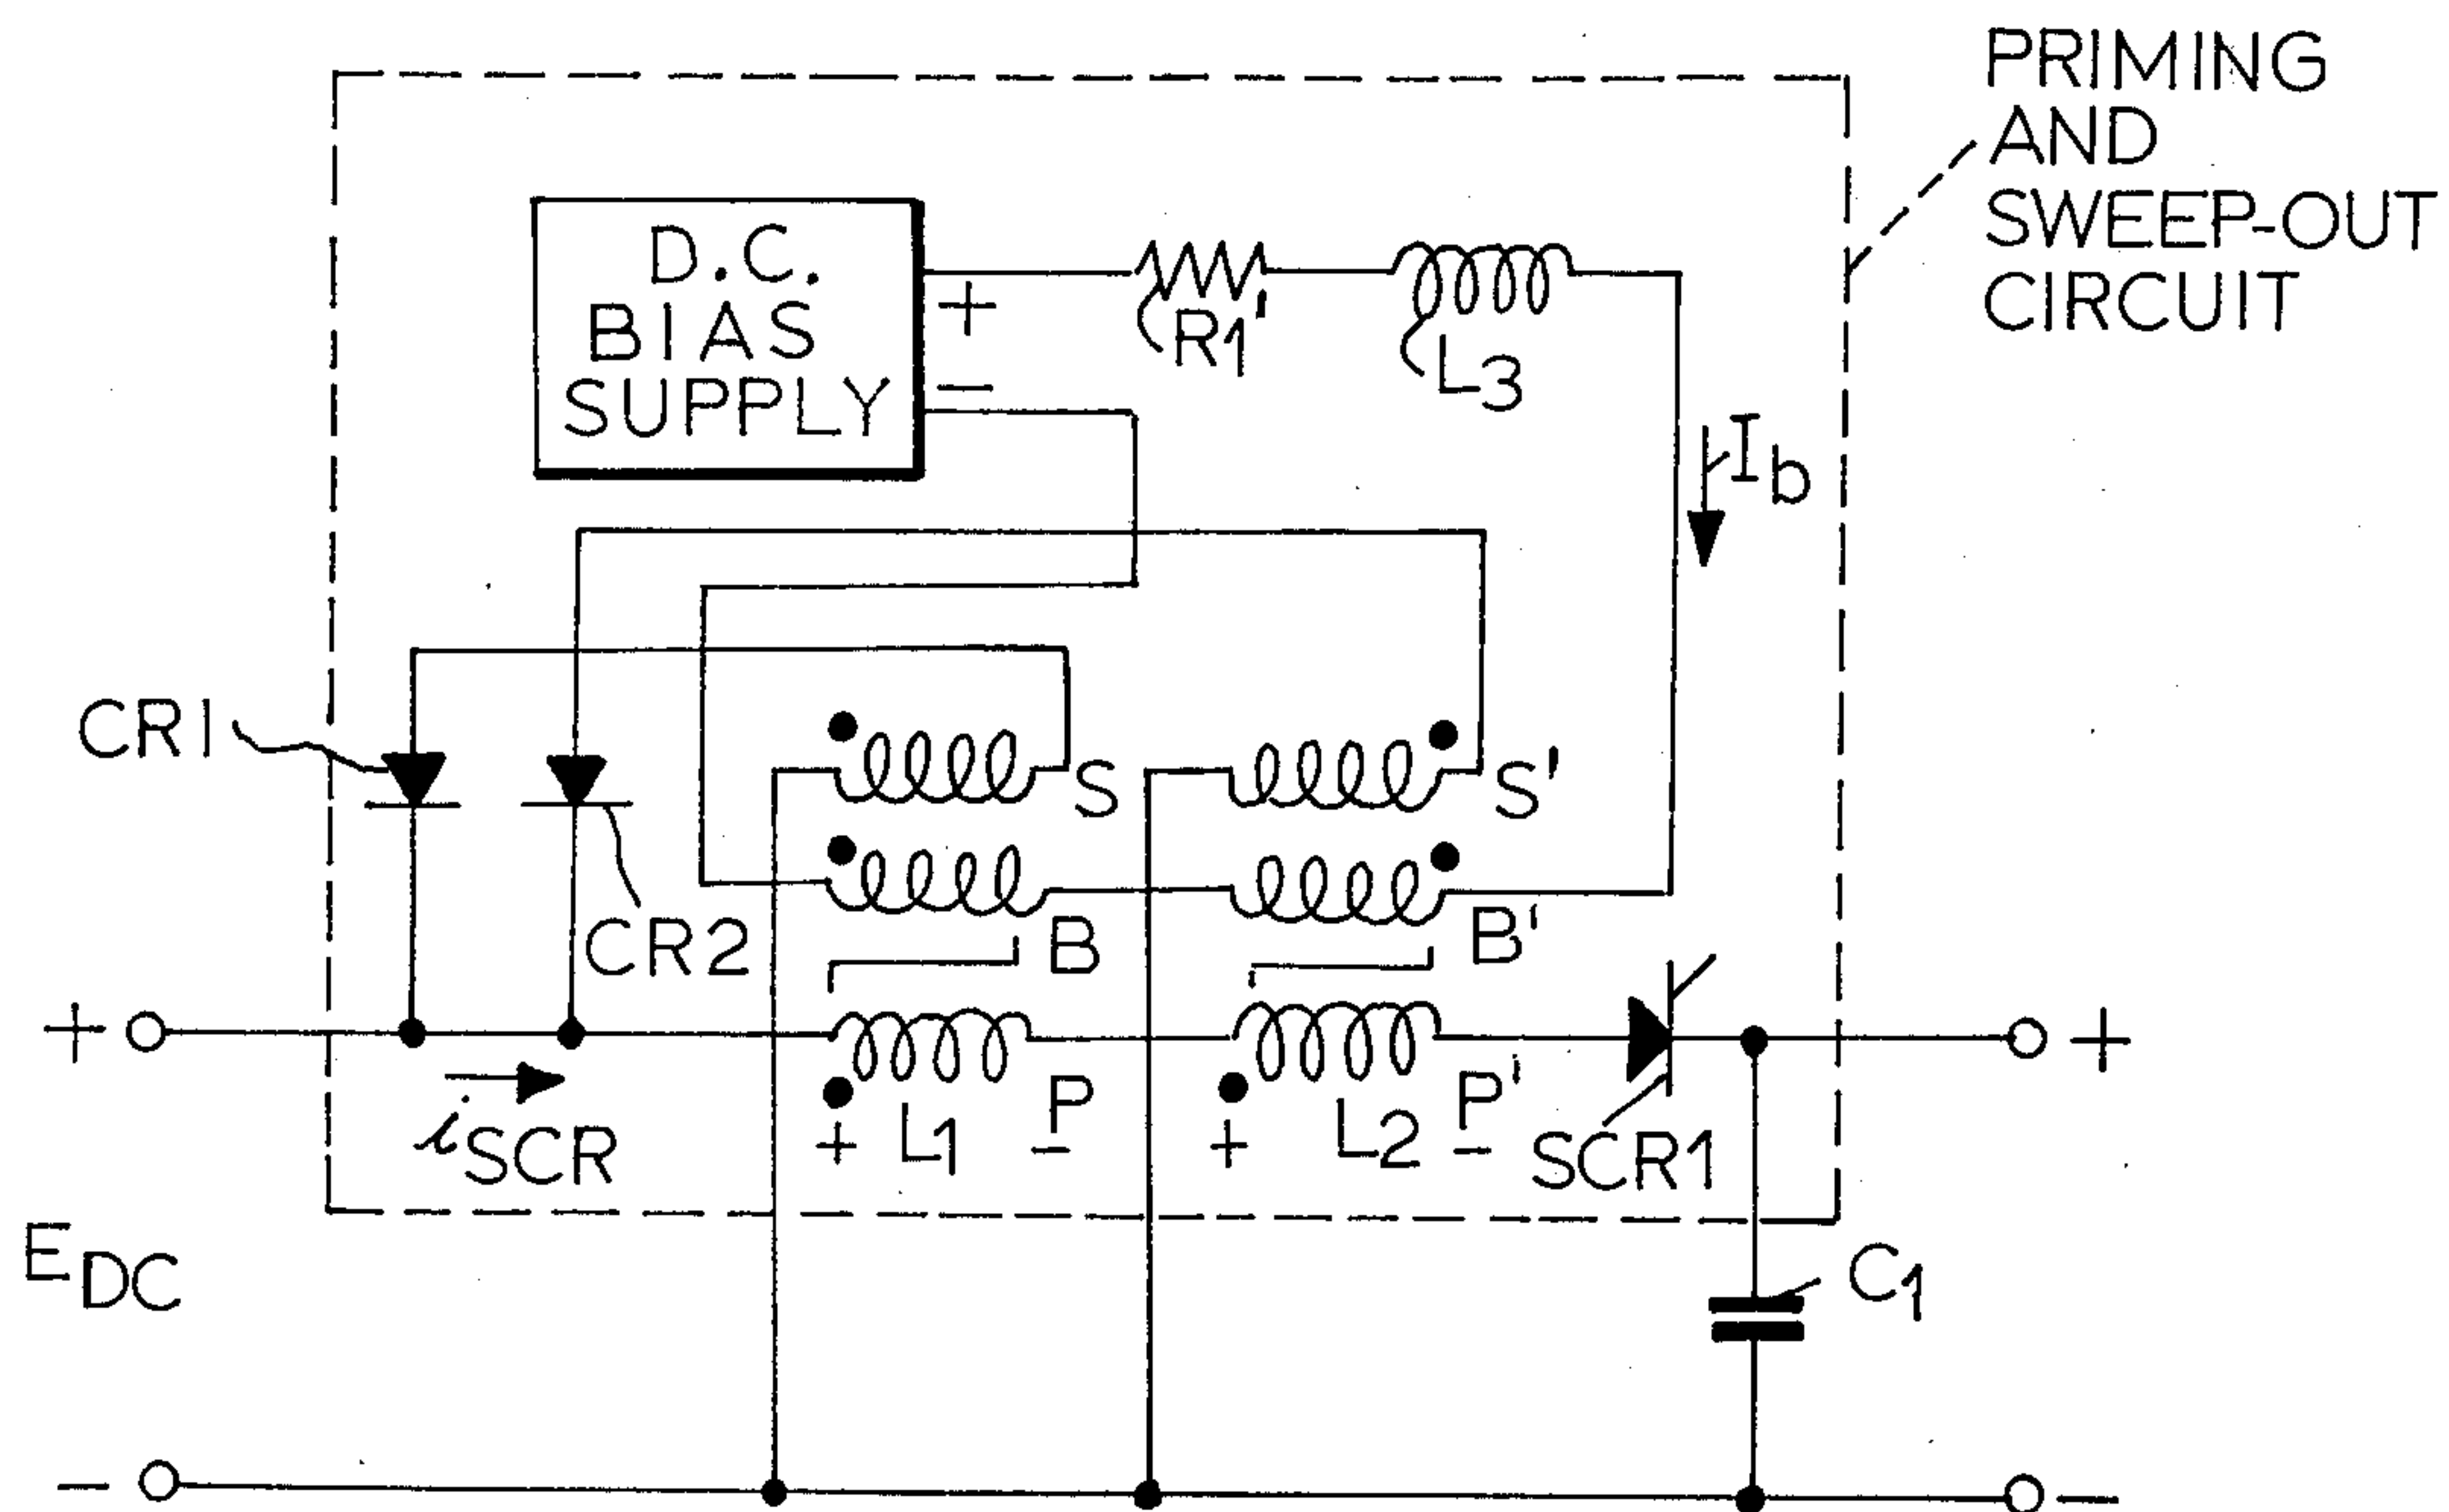 PRIMING
AND
SWEEP-OUT
CIRCUIT
D.C.
BIAS
SUPPLY
+
-
R1'
L3
Ib
CR1
CR2
S
S'
B
B'
+
+
iSCR
+ L1 -
P
+ L2 -
P'
SCR1
EDC
C1
-
-